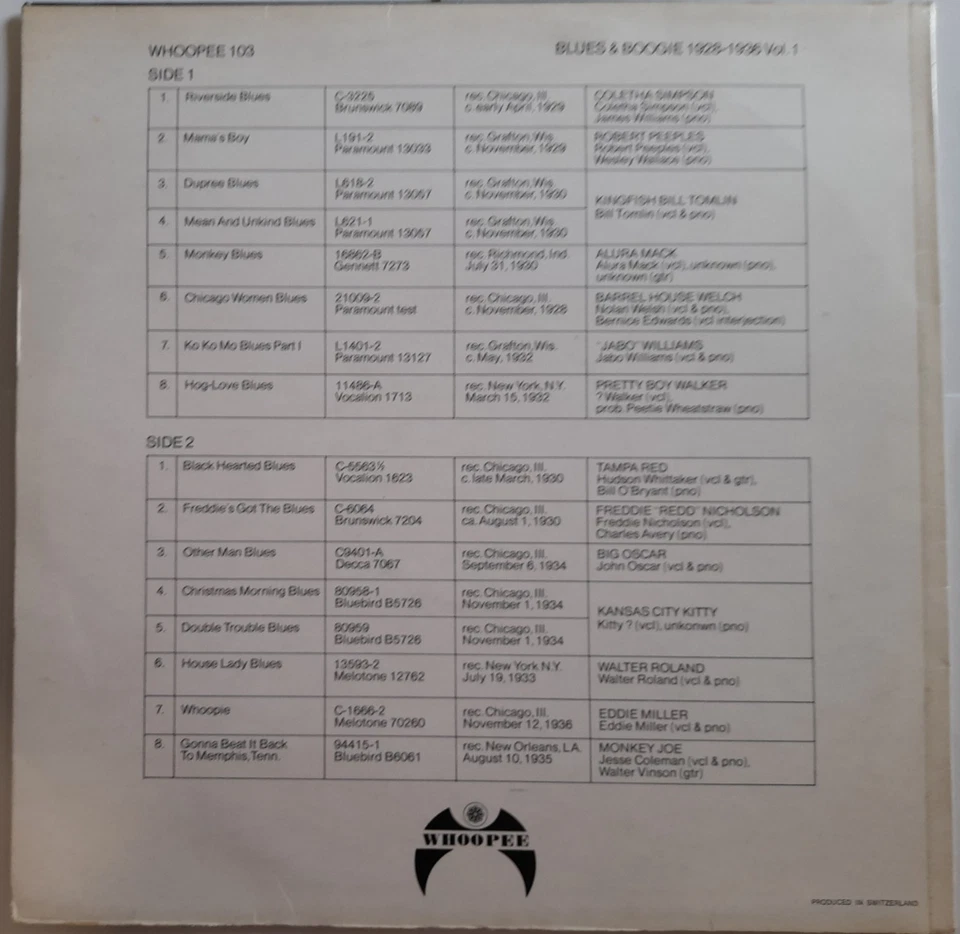 WHOOPEE 103 BLUES & BOOGIE 1928-1936 Vol. 1
SIDE 1
1. Riverside Blues C-3225 rec. Chicago, Ill. COLETHA SIMPSON
Brunswick 7089 c. early April, 1929 Coletha Simpson (vcl),
James Williams (pno)
2. Mama's Boy L191-2 rec. Grafton, Wis. ROBERT PEEPLES
Paramount 13033 c. November, 1929 Robert Peeples (vcl),
Wesley Wallace (pno)
3. Dupree Blues L618-2 rec. Grafton, Wis.
Paramount 13057 c. November, 1930
KINGFISH BILL TOMLIN
Bill Tomlin (vcl & pno)
4. Mean And Unkind Blues L621-1 rec. Grafton, Wis.
Paramount 13057 c. November, 1930
5. Monkey Blues 16862-B rec. Richmond, Ind. ALURA MACK
Gennett 7273 July 31, 1930 Alura Mack (vcl), unknown (pno),
unknown (gtr)
6. Chicago Women Blues 21009-2 rec. Chicago, Ill. BARREL HOUSE WELCH
Paramount test c. November, 1928 Nolan Welsh (vcl & pno),
Bernice Edwards (vcl interjection)
7. Ko Ko Mo Blues Part I L1401-2 rec. Grafton, Wis. "JABO" WILLIAMS
Paramount 13127 c. May, 1932 Jabo Williams (vcl & pno)
8. Hog-Love Blues 11486-A rec. New York, N.Y. PRETTY BOY WALKER
Vocalion 1713 March 15, 1932 ? Walker (vcl),
prob. Peetie Wheatstraw (pno)
SIDE 2
1. Black Hearted Blues C-5563½ rec. Chicago, Ill. TAMPA RED
Vocalion 1623 c. late March, 1930 Hudson Whittaker (vcl & gtr),
Bill O'Bryant (pno)
2. Freddie's Got The Blues C-6064 rec. Chicago, Ill. FREDDIE "REDD" NICHOLSON
Brunswick 7204 ca. August 1, 1930 Freddie Nicholson (vcl),
Charles Avery (pno)
3. Other Man Blues C9401-A rec. Chicago, Ill. BIG OSCAR
Decca 7067 September 6, 1934 John Oscar (vcl & pno)
4. Christmas Morning Blues 80958-1 rec. Chicago, Ill.
Bluebird B5726 November 1, 1934
KANSAS CITY KITTY
Kitty ? (vcl), unkonwn (pno)
5. Double Trouble Blues 80959 rec. Chicago, Ill.
Bluebird B5726 November 1, 1934
6. House Lady Blues 13593-2 rec. New York N.Y. WALTER ROLAND
Melotone 12762 July 19, 1933 Walter Roland (vcl & pno)
7. Whoopie C-1666-2 rec. Chicago, Ill. EDDIE MILLER
Melotone 70260 November 12, 1936 Eddie Miller (vcl & pno)
8. Gonna Beat It Back 94415-1 rec. New Orleans, LA. MONKEY JOE
To Memphis, Tenn. Bluebird B6061 August 10, 1935 Jesse Coleman (vcl & pno),
Walter Vinson (gtr)
WHOOPEE
PRODUCED IN SWITZERLAND